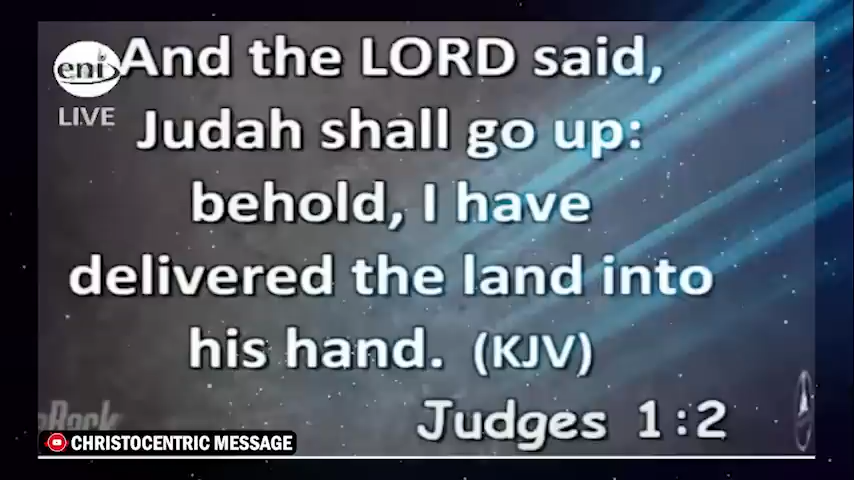 And the LORD said,
eni
LIVE
Judah shall go up:
behold, I have
delivered the land into
his hand. (KJV)
Judges 1:2
CHRISTOCENTRIC MESSAGE